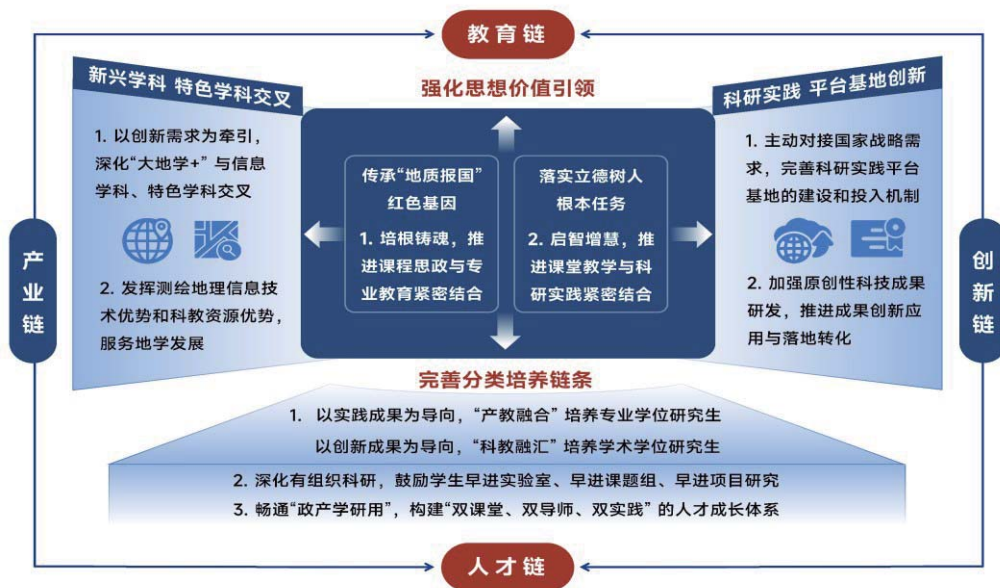 教育链
新兴学科 特色学科交叉
强化思想价值引领
科研实践 平台基地创新
1. 以创新需求为牵引，
深化“大地学+” 与信息
学科、特色学科交叉
2. 发挥测绘地理信息技
术优势和科教资源优势，
服务地学发展
传承“地质报国”
红色基因
1. 培根铸魂，推
进课程思政与专
业教育紧密结合
落实立德树人
根本任务
2. 启智增慧，推
进课堂教学与科
研实践紧密结合
1. 主动对接国家战略需
求，完善科研实践平台
基地的建设和投入机制
2. 加强原创性科技成果
研发，推进成果创新应
用与落地转化
产业链
创新链
完善分类培养链条
1. 以实践成果为导向，“产教融合” 培养专业学位研究生
以创新成果为导向，“科教融汇” 培养学术学位研究生
2. 深化有组织科研，鼓励学生早进实验室、早进课题组、早进项目研究
3. 畅通“政产学研用”，构建“双课堂、双导师、双实践” 的人才成长体系
人才链